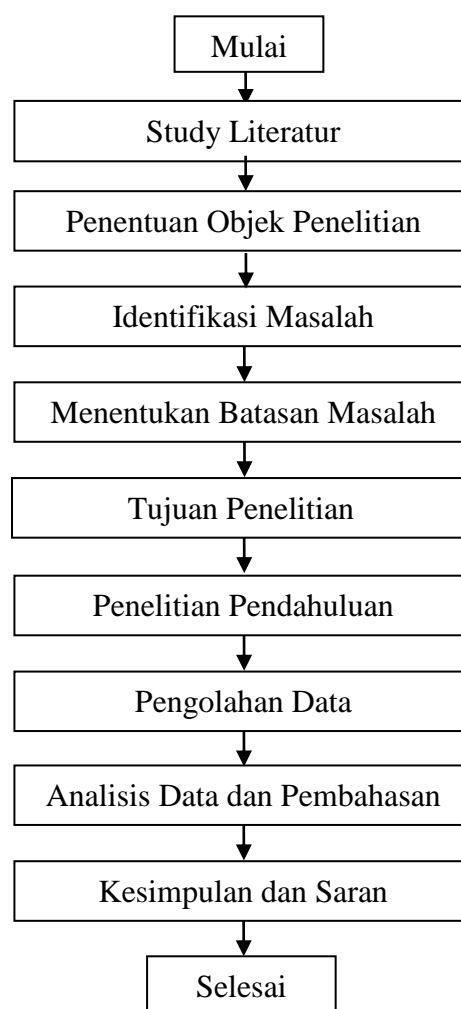 Mulai
Study Literatur
Penentuan Objek Penelitian
Identifikasi Masalah
Menentukan Batasan Masalah
Tujuan Penelitian
Penelitian Pendahuluan
Pengolahan Data
Analisis Data dan Pembahasan
Kesimpulan dan Saran
Selesai